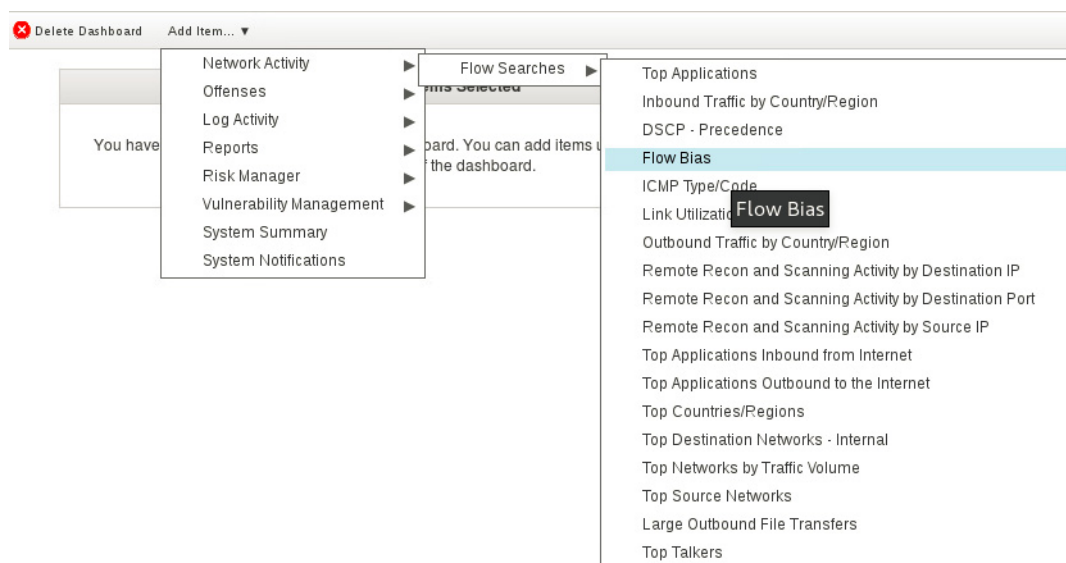 Delete Dashboard Add Item... ▼
Network Activity
Offenses
Log Activity
Reports
Risk Manager
Vulnerability Management
System Summary
System Notifications
Flow Searches
Selected
You have
oard. You can add items
the dashboard.
Top Applications
Inbound Traffic by Country/Region
DSCP - Precedence
Flow Bias
ICMP Type/Code
Link
Flow Bias
Outbound Traffic by Country/Region
Remote Recon and Scanning Activity by Destination IP
Remote Recon and Scanning Activity by Destination Port
Remote Recon and Scanning Activity by Source IP
Top Applications Inbound from Internet
Top Applications Outbound to the Internet
Top Countries/Regions
Top Destination Networks - Internal
Top Networks by Traffic Volume
Top Source Networks
Large Outbound File Transfers
Top Talkers